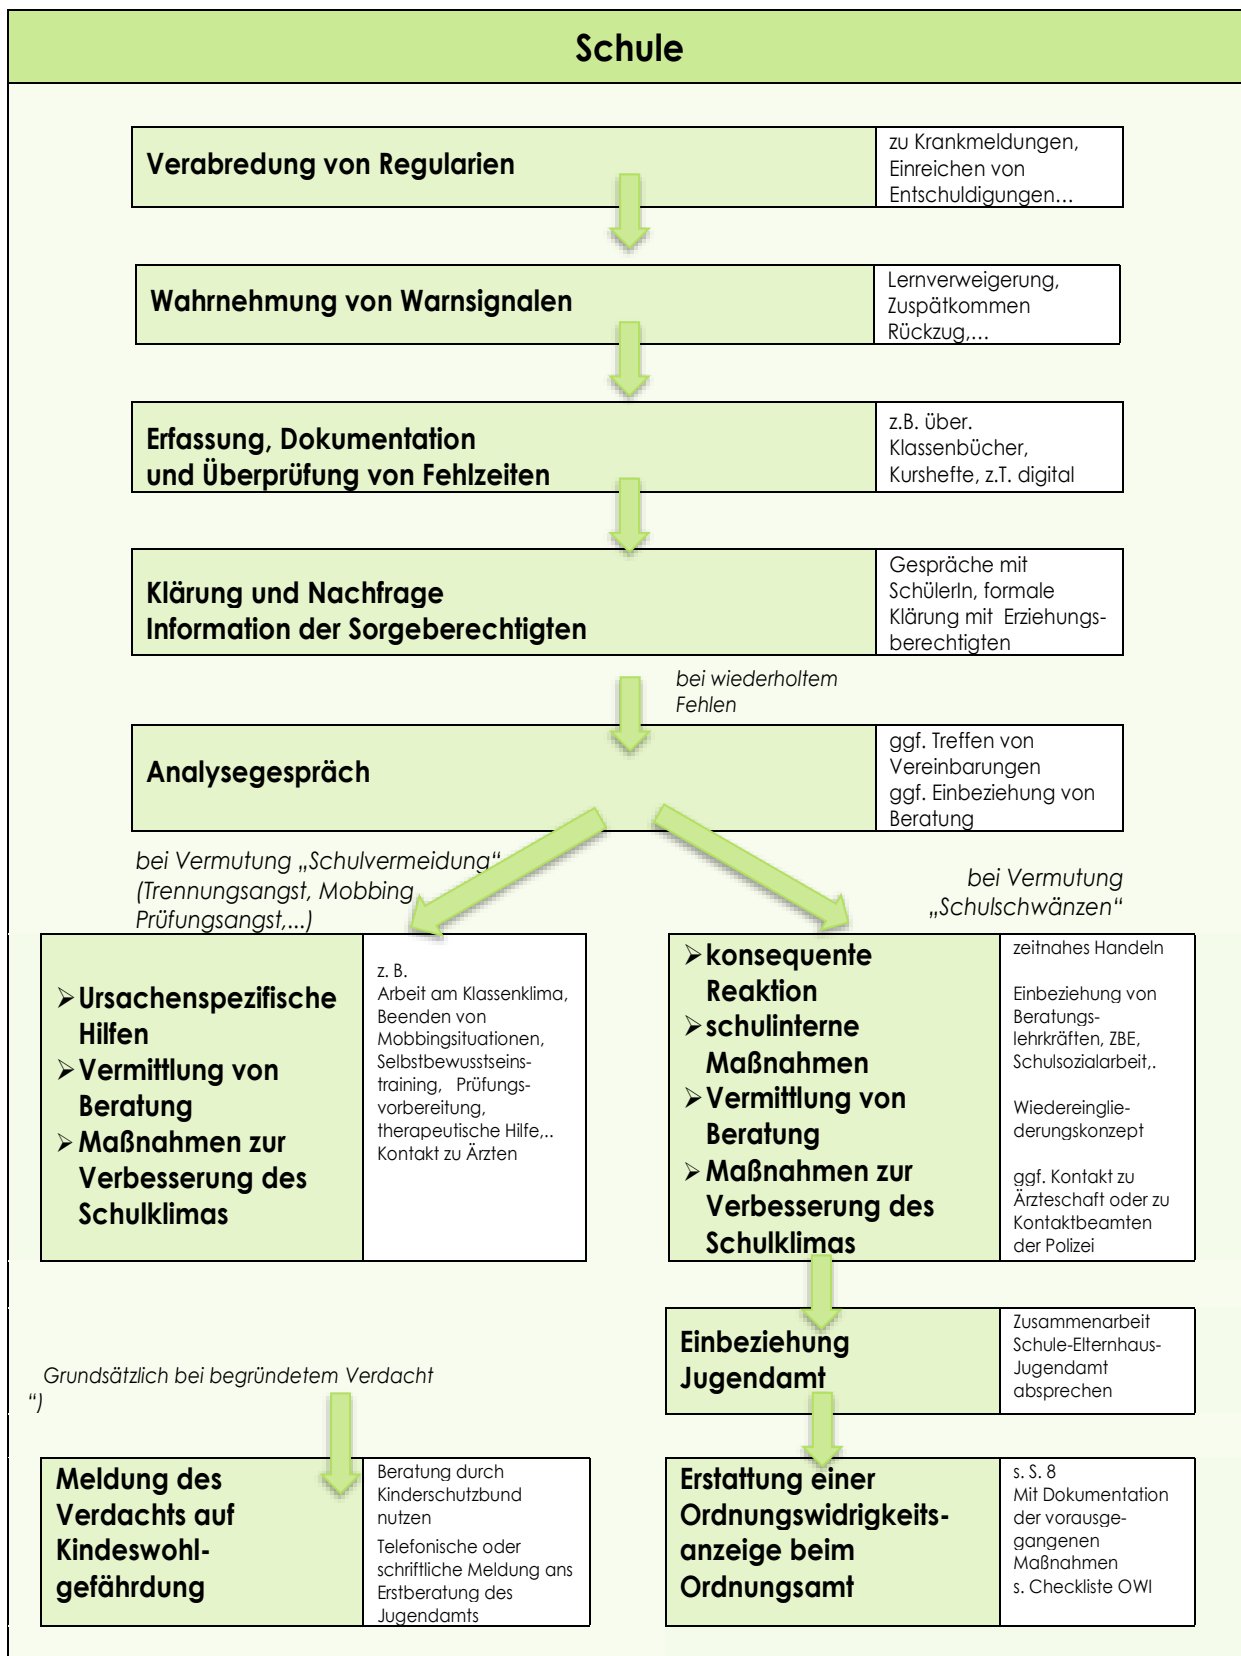 Schule
Verabredung von Regularien
zu Krankmeldungen,
Einreichen von
Entschuldigungen...
Wahrnehmung von Warnsignalen
Lernverweigerung,
Zuspätkommen
Rückzug,...
Erfassung, Dokumentation
und Überprüfung von Fehlzeiten
z.B. über.
Klassenbücher,
Kurshefte, z.T. digital
Klärung und Nachfrage
Information der Sorgeberechtigten
Gespräche mit
SchülerIn, formale
Klärung mit Erziehungs-
berechtigten
bei wiederholtem
Fehlen
Analysegespräch
ggf. Treffen von
Vereinbarungen
ggf. Einbeziehung von
Beratung
bei Vermutung „Schulvermeidung“
(Trennungsangst, Mobbing
Prüfungsangst,...)
bei Vermutung
„Schulschwänzen“
➢Ursachenspezifische
Hilfen
➢Vermittlung von
Beratung
➢Maßnahmen zur
Verbesserung des
Schulklimas
z. B.
Arbeit am Klassenklima,
Beenden von
Mobbingsituationen,
Selbstbewusstseins-
training, Prüfungs-
vorbereitung,
therapeutische Hilfe,..
Kontakt zu Ärzten
➢konsequente
Reaktion
➢schulinterne
Maßnahmen
➢Vermittlung von
Beratung
➢Maßnahmen zur
Verbesserung des
Schulklimas
zeitnahes Handeln
Einbeziehung von
Beratungs-
lehrkräften, ZBE,
Schulsozialarbeit,.
Wiedereinglie-
derungskonzept
ggf. Kontakt zu
Ärzteschaft oder zu
Kontaktbeamten
der Polizei
Einbeziehung
Jugendamt
Zusammenarbeit
Schule-Elternhaus-
Jugendamt
absprechen
Grundsätzlich bei begründetem Verdacht
“)
Meldung des
Verdachts auf
Kindeswohl-
gefährdung
Beratung durch
Kinderschutzbund
nutzen
Telefonische oder
schriftliche Meldung ans
Erstberatung des
Jugendamts
Erstattung einer
Ordnungswidrigkeits-
anzeige beim
Ordnungsamt
s. S. 8
Mit Dokumentation
der vorausge-
gangenen
Maßnahmen
s. Checkliste OWI